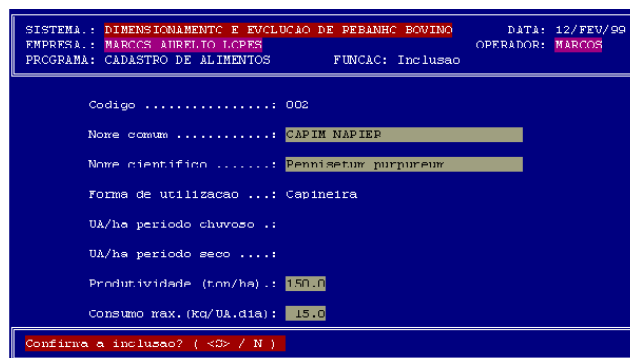 SISTEMA.: DIMENSIONAMENTO E EVOLUCAO DE REBANHO BOVINO DATA: 12/FEV/99
EMPRESA.: MARCOS AURELIO LOPES OPERADOR: MARCOS
PROGRAMA: CADASTRO DE ALIMENTOS FUNCAO: Inclusao
Codigo ................: 002
Nome comum ............: CAPIM NAPIER
Nome cientifico .......: Pennisetum purpureum
Forma de utilizacao ...: Capineira
UA/ha periodo chuvoso .:
UA/ha periodo seco ....:
Produtividade (ton/ha).: 150.0
Consumo max.(kg/UA.dia): 15.0
Confirma a inclusao? ( <S> / N )